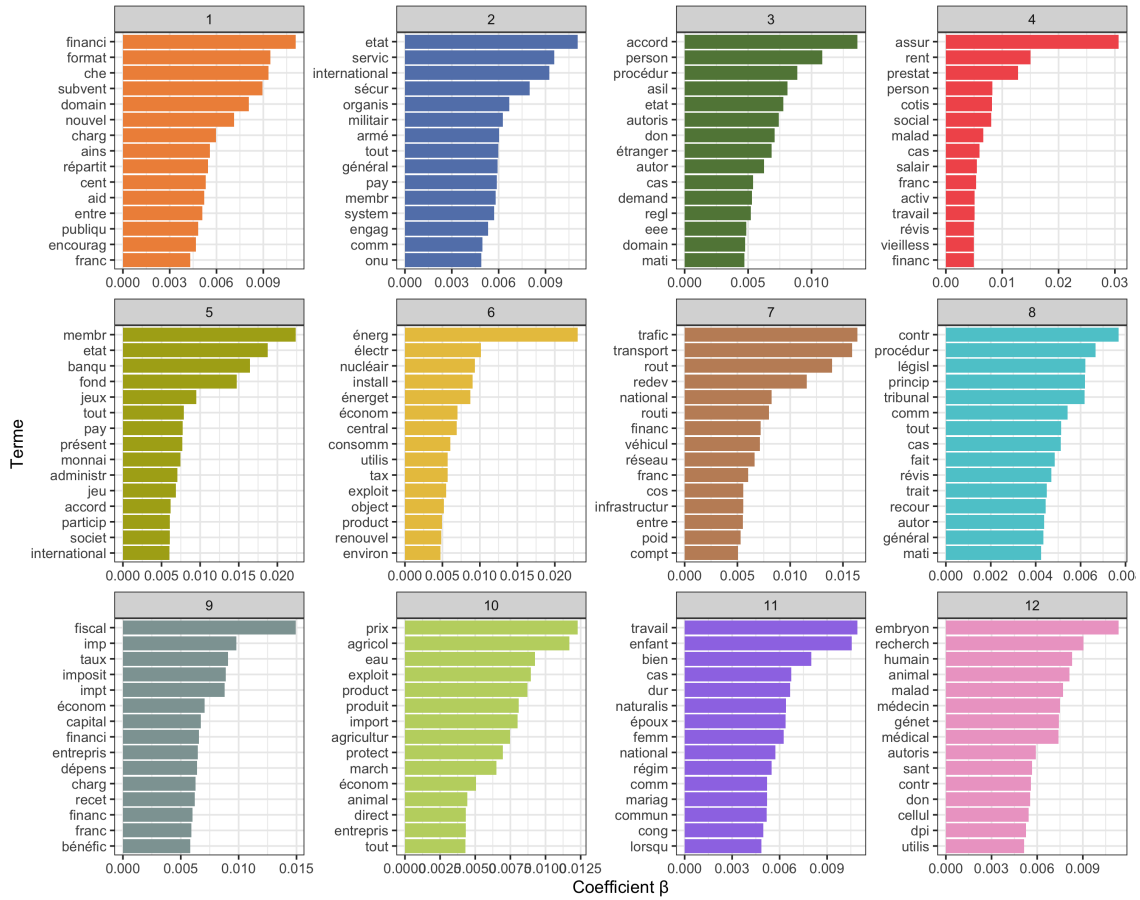 1
financi
format
che
subvent
domain
nouvel
charg
ains
répartit
cent
aid
entre
publiqu
encourag
franc
0.000 0.003 0.006 0.009
2
etat
servic
international
sécur
organis
militair
armé
tout
général
pay
membr
system
engag
comm
onu
0.000 0.003 0.006 0.009
3
accord
person
procédur
asil
etat
autoris
don
étranger
autor
cas
demand
regl
eee
domain
mati
0.000 0.005 0.010
4
assur
rent
prestat
person
cotis
social
malad
cas
salair
franc
activ
travail
révis
vieilless
financ
0.00 0.01 0.02 0.03
5
membr
etat
banqu
fond
jeux
tout
pay
présent
monnai
administr
jeu
accord
particip
societ
international
0.000 0.005 0.010 0.015 0.020
6
énerg
électr
nucléair
install
énerget
économ
central
consomm
utilis
tax
exploit
object
product
renouvel
environ
0.000 0.005 0.010 0.015 0.020
7
trafic
transport
rout
redev
national
routi
financ
véhicul
réseau
franc
cos
infrastructur
entre
poid
compt
0.000 0.005 0.010 0.015
8
contr
procédur
législ
princip
tribunal
comm
tout
cas
fait
révis
trait
recour
autor
général
mati
0.000 0.002 0.004 0.006
9
fiscal
imp
taux
imposit
impt
économ
capital
financi
entrepris
dépens
charg
recet
financ
franc
bénéfic
0.000 0.005 0.010 0.015
10
prix
agricol
eau
exploit
product
produit
import
agricultur
protect
march
économ
animal
direct
entrepris
tout
0.0000 0.0025 0.0050 0.0075 0.0100 0.0125
11
travail
enfant
bien
cas
dur
naturalis
époux
femm
national
régim
comm
mariag
commun
cong
lorsqu
0.000 0.003 0.006 0.009
12
embryon
recherch
humain
animal
malad
médecin
génet
médical
autoris
sant
contr
don
cellul
dpi
utilis
0.000 0.003 0.006 0.009
Terme
Coefficient β